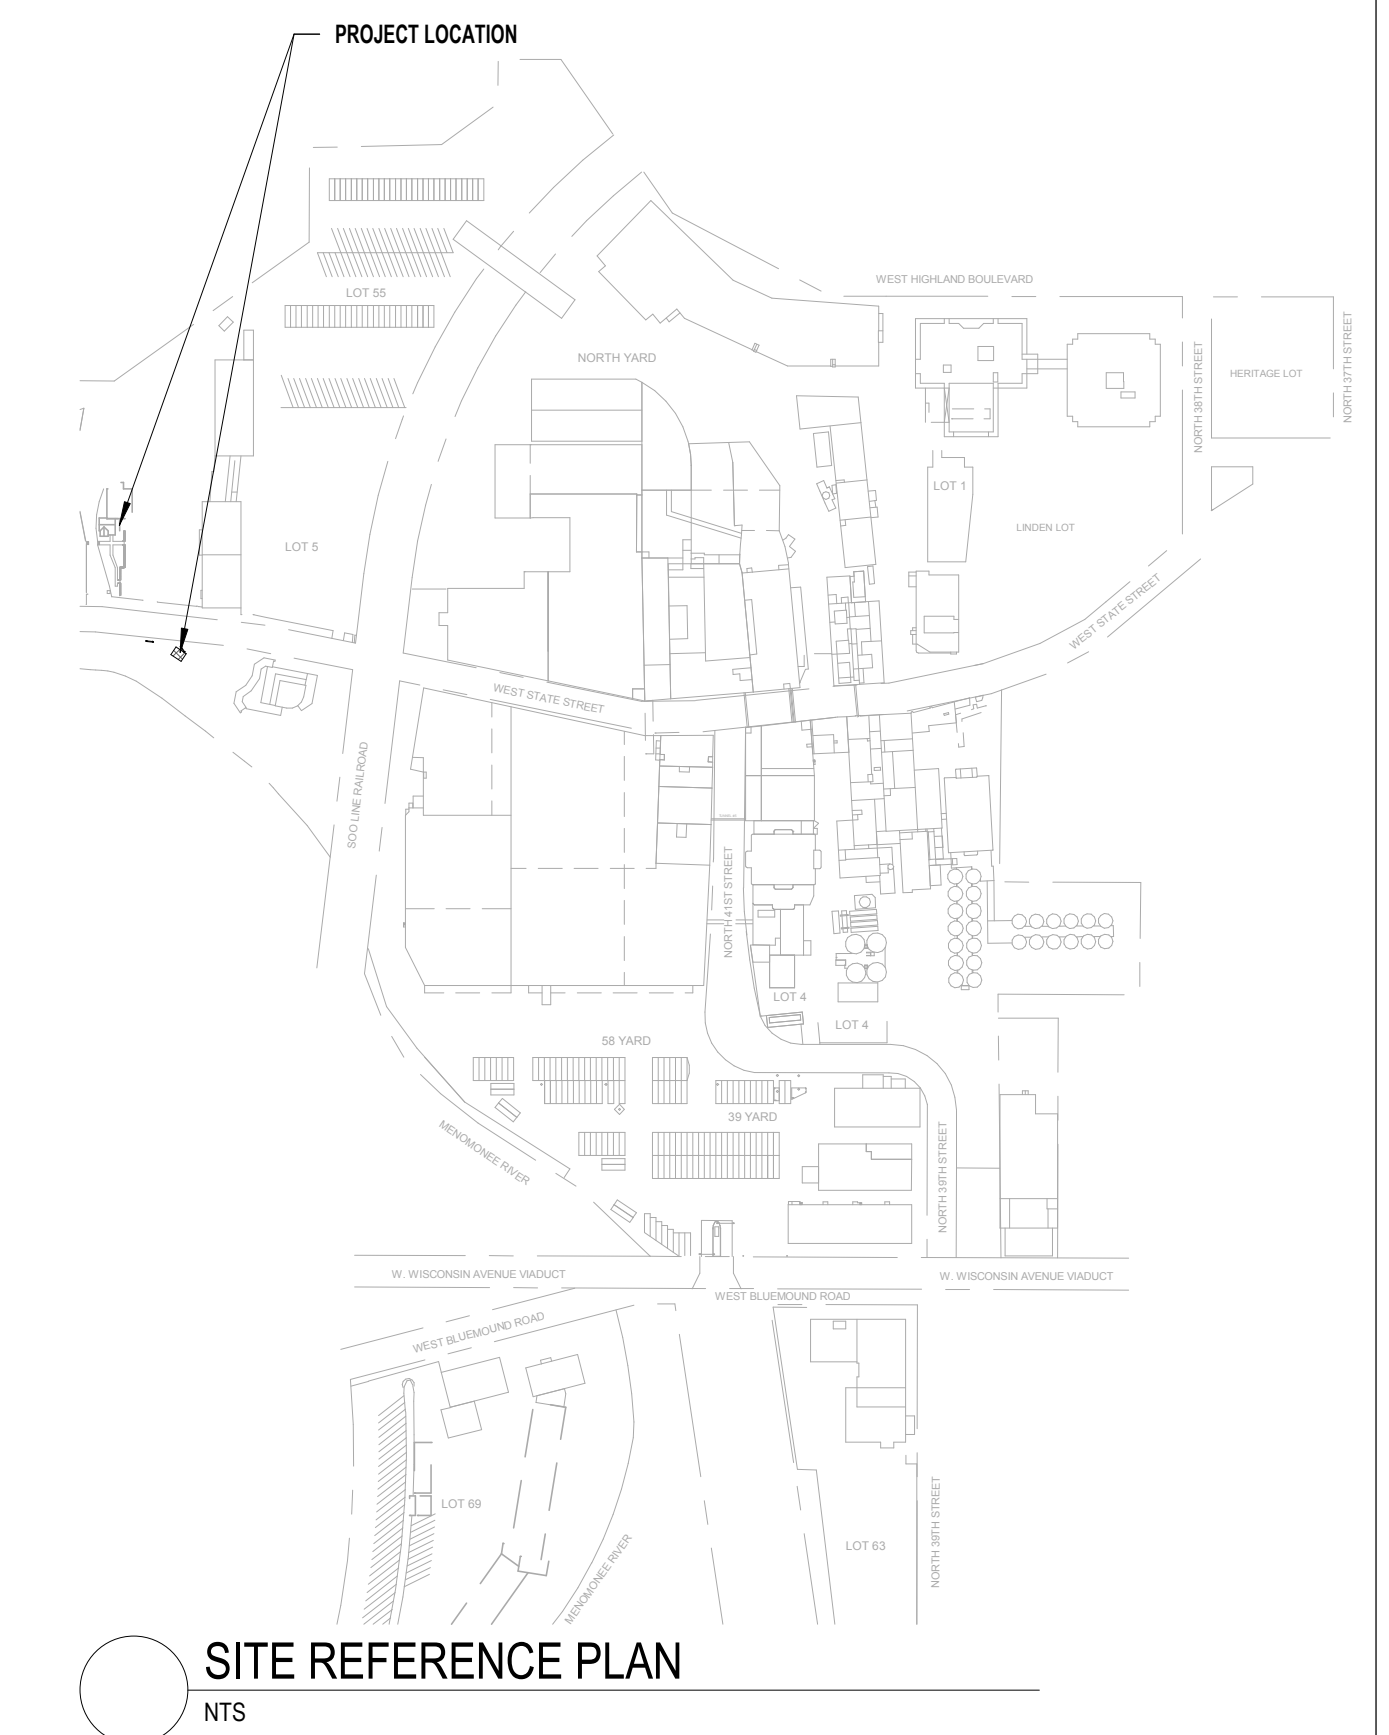 PROJECT LOCATION
WEST HIGHLAND BOULEVARD
LOT 55
NORTH 37TH STREET
NORTH 38TH STREET
NORTH YARD
HERITAGE LOT
LOT 1
LINDEN LOT
LOT 5
WEST STATE STREET
WEST STATE STREET
SOO LINE RAILROAD
NORTH 41ST STREET
LOT 4
LOT 4
58 YARD
39 YARD
MENOMONEE RIVER
NORTH 39TH STREET
W. WISCONSIN AVENUE VIADUCT
W. WISCONSIN AVENUE VIADUCT
WEST BLUEMOUND ROAD
WEST BLUEMOUND ROAD
LOT 69
LOT 63
NORTH 39TH STREET
MENOMONEE RIVER
SITE REFERENCE PLAN
NTS